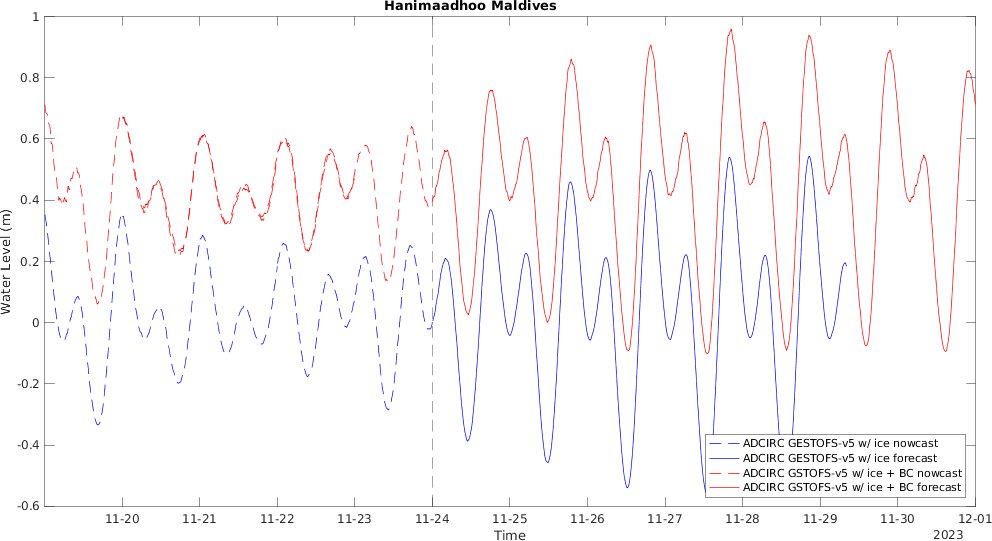 Hanimaadhoo Maldives
1
0.8
0.6
0.4
0.2
0
-0.2
-0.4
-0.6
Water Level (m)
ADCIRC GESTOFS-v5 w/ ice nowcast
ADCIRC GESTOFS-v5 w/ ice forecast
ADCIRC GSTOFS-v5 w/ ice + BC nowcast
ADCIRC GSTOFS-v5 w/ ice + BC forecast
11-20 11-21 11-22 11-23 11-24 11-25 11-26 11-27 11-28 11-29 11-30 12-01
Time
2023